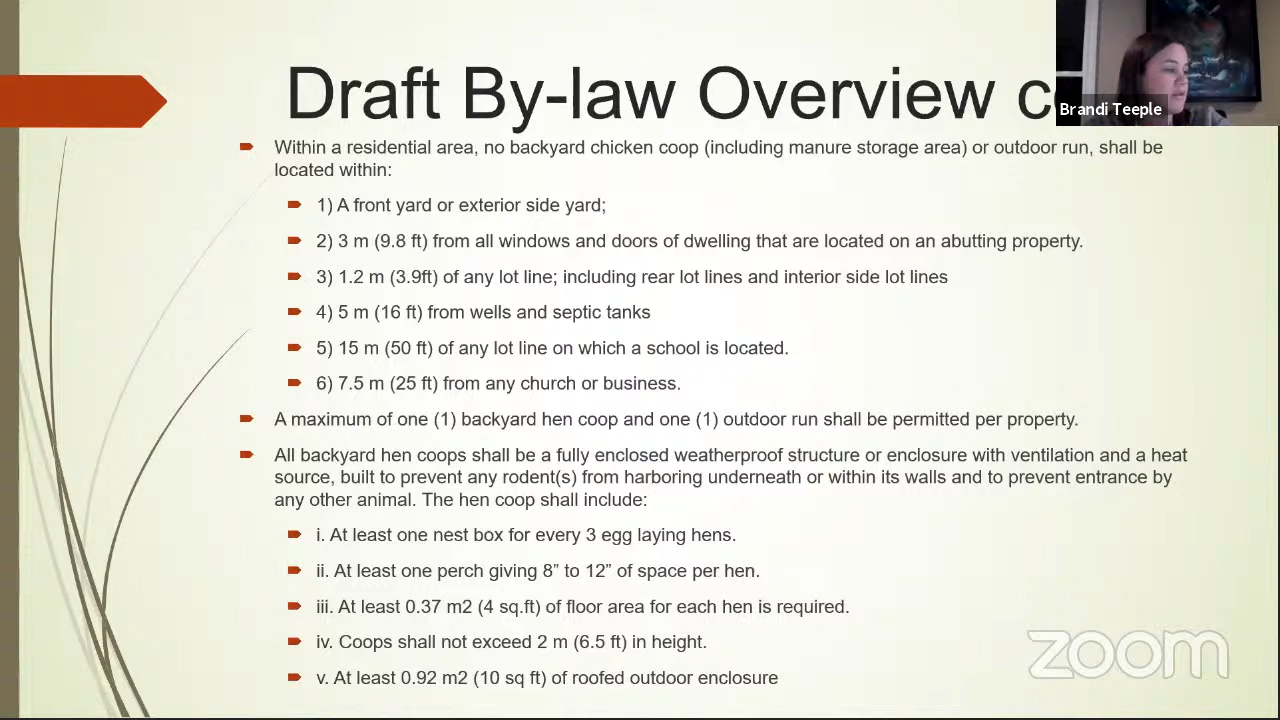 Draft By-law Overview
Brandi Teeple
Within a residential area, no backyard chicken coop (including manure storage area) or outdoor run, shall be
located within:
1) A front yard or exterior side yard;
2) 3 m (9.8 ft) from all windows and doors of dwelling that are located on an abutting property.
3) 1.2 m (3.9ft) of any lot line; including rear lot lines and interior side lot lines
4) 5 m (16 ft) from wells and septic tanks
5) 15 m (50 ft) of any lot line on which a school is located.
6) 7.5 m (25 ft) from any church or business.
A maximum of one (1) backyard hen coop and one (1) outdoor run shall be permitted per property.
All backyard hen coops shall be a fully enclosed weatherproof structure or enclosure with ventilation and a heat
source, built to prevent any rodent(s) from harboring underneath or within its walls and to prevent entrance by
any other animal. The hen coop shall include:
i. At least one nest box for every 3 egg laying hens.
ii. At least one perch giving 8” to 12” of space per hen.
iii. At least 0.37 m2 (4 sq.ft) of floor area for each hen is required.
iv. Coops shall not exceed 2 m (6.5 ft) in height.
v. At least 0.92 m2 (10 sq ft) of roofed outdoor enclosure
zoom